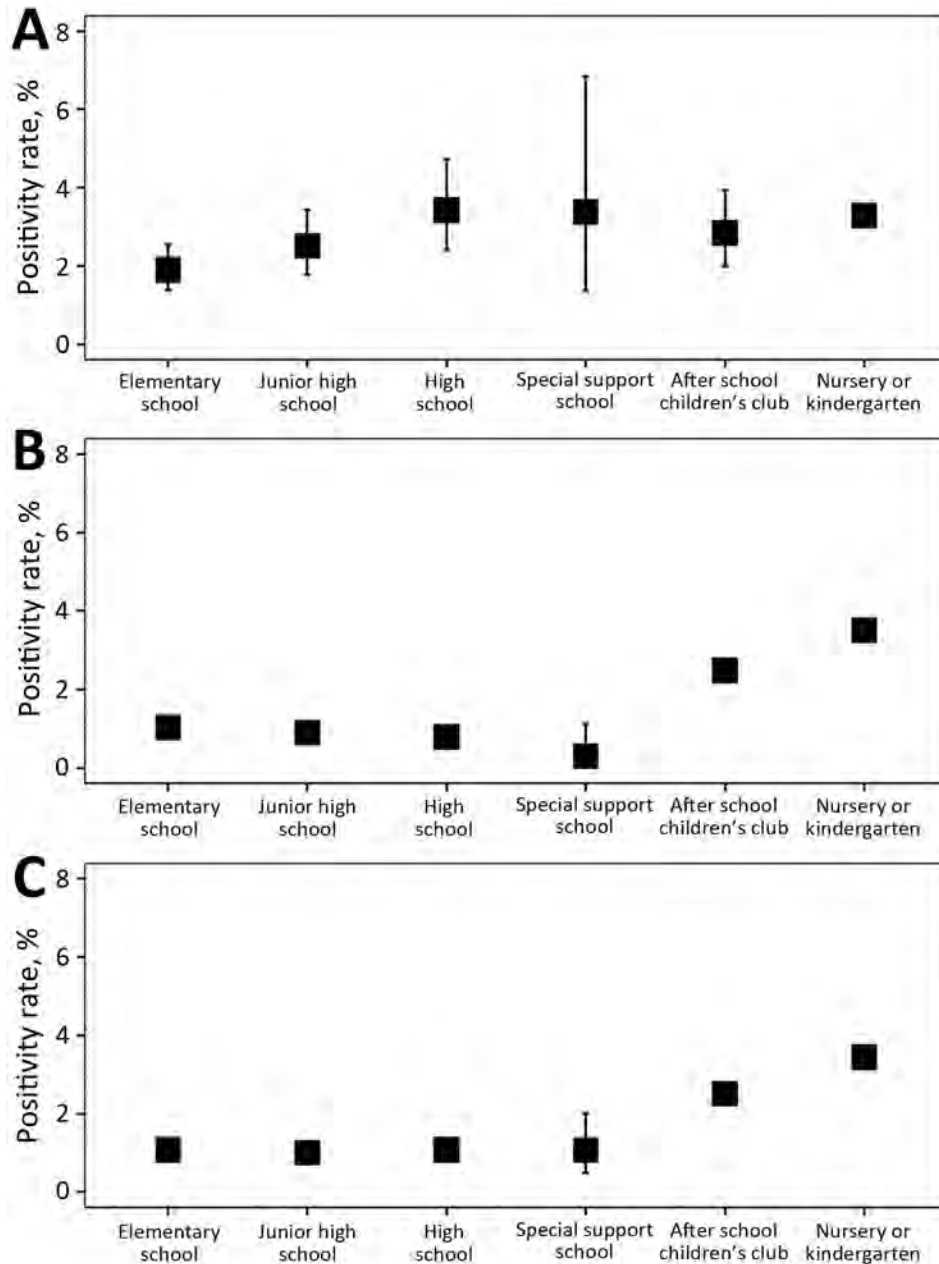 A
Positivity rate, %
8
6
4
2
0
Elementary school
Junior high school
High school
Special support school
After school children's club
Nursery or kindergarten
B
Positivity rate, %
8
6
4
2
0
Elementary school
Junior high school
High school
Special support school
After school children's club
Nursery or kindergarten
C
Positivity rate, %
8
6
4
2
0
Elementary school
Junior high school
High school
Special support school
After school children's club
Nursery or kindergarten